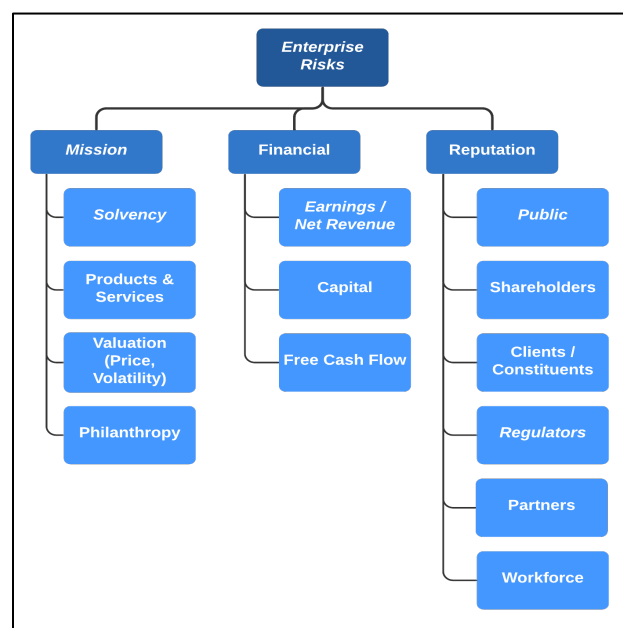 Enterprise
Risks
Mission
Financial
Reputation
Solvency
Products &
Services
Valuation
(Price,
Volatility)
Philanthropy
Earnings /
Net Revenue
Capital
Free Cash Flow
Public
Shareholders
Clients /
Constituents
Regulators
Partners
Workforce